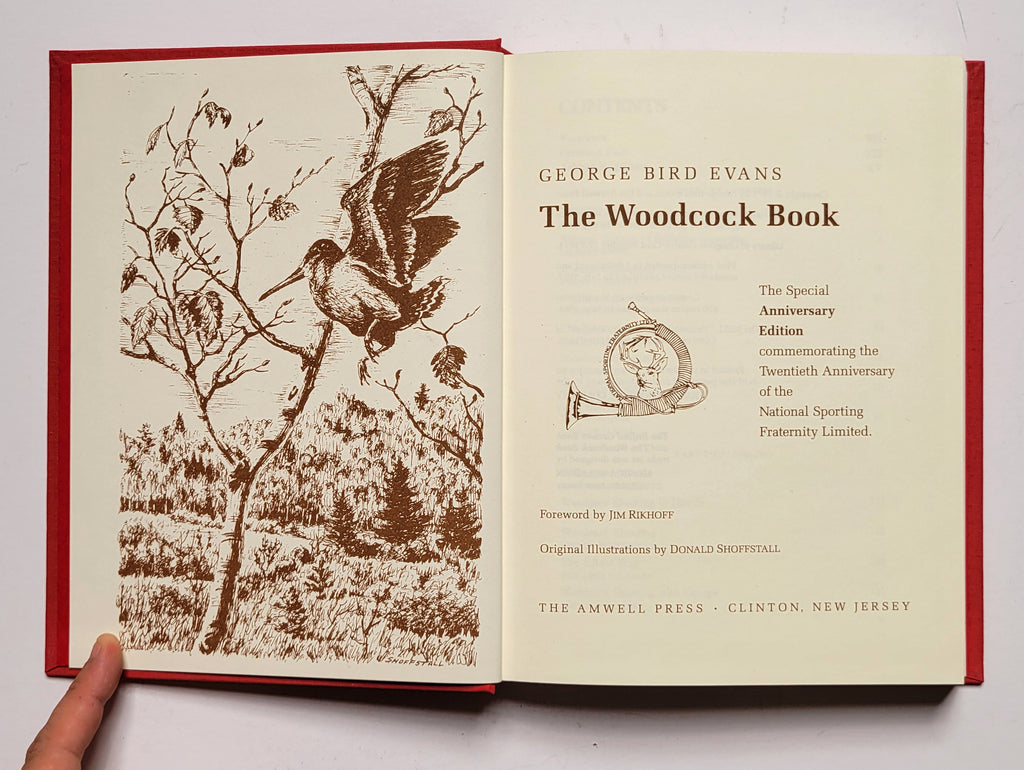 SHOFFSTALL
GEORGE BIRD EVANS
The Woodcock Book
The Special
Anniversary
Edition
commemorating the
Twentieth Anniversary
of the
National Sporting
Fraternity Limited.
Foreword by JIM RIKHOFF
Original Illustrations by DONALD SHOFFSTALL
THE AMWELL PRESS · CLINTON, NEW JERSEY
CONTENTS